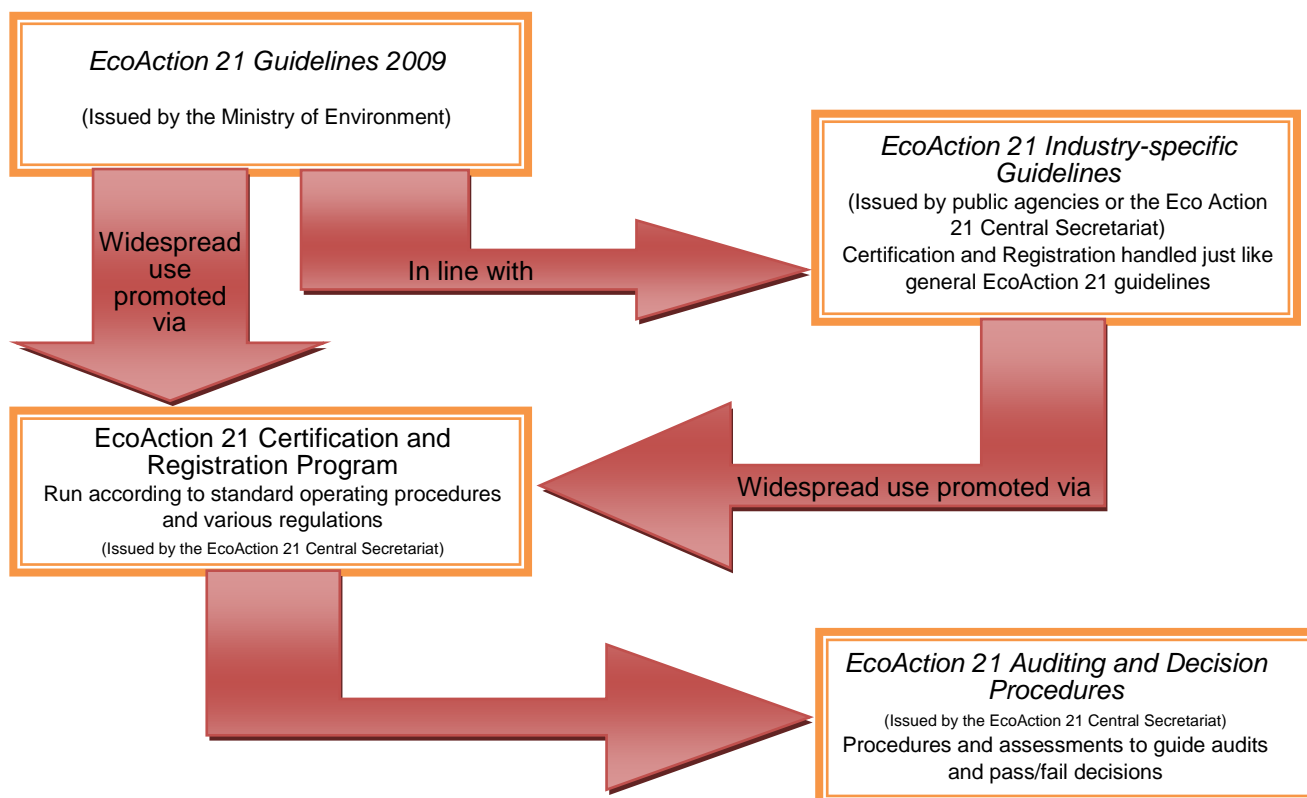 EcoAction 21 Guidelines 2009
(Issued by the Ministry of Environment)
EcoAction 21 Industry-specific
Guidelines
(Issued by public agencies or the Eco Action
21 Central Secretariat)
Certification and Registration handled just like
general EcoAction 21 guidelines
Widespread
use
promoted
via
In line with
EcoAction 21 Certification and
Registration Program
Run according to standard operating procedures
and various regulations
(Issued by the EcoAction 21 Central Secretariat)
Widespread use promoted via
EcoAction 21 Auditing and Decision
Procedures
(Issued by the EcoAction 21 Central Secretariat)
Procedures and assessments to guide audits
and pass/fail decisions